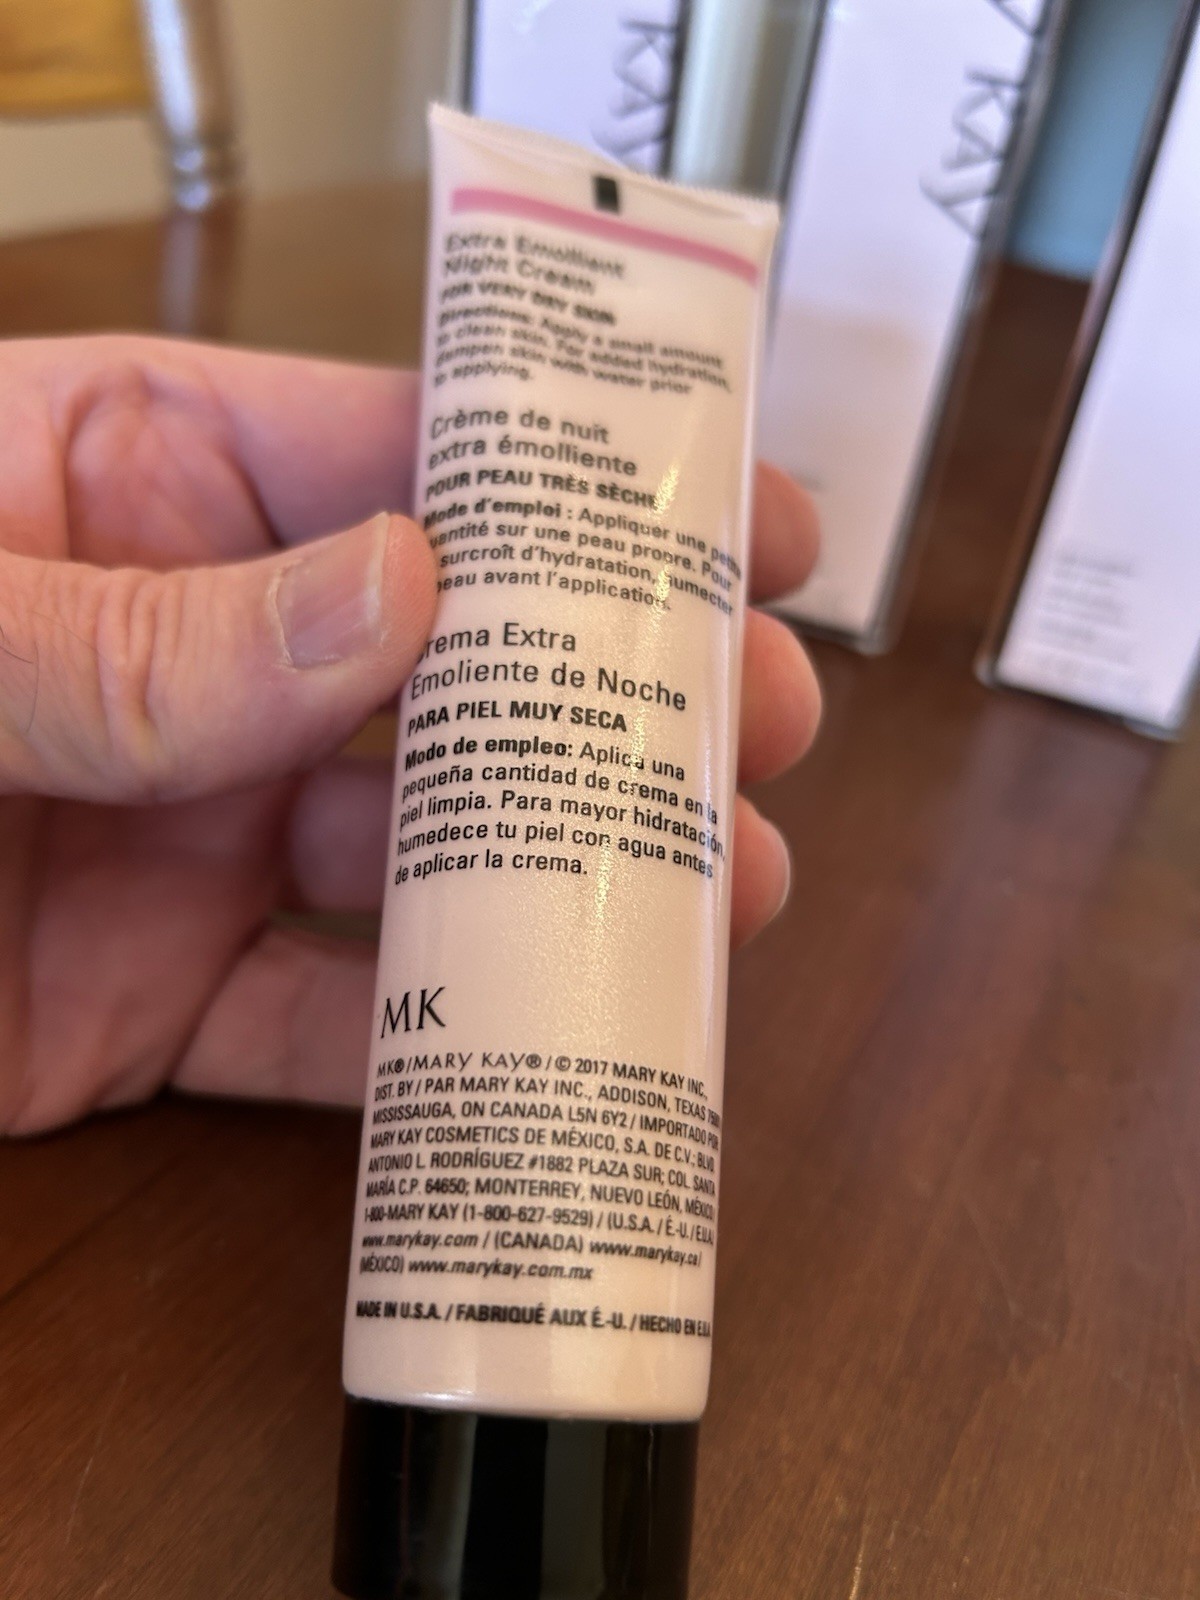 KAY
KAY
Extra Emollient
Night Cream
FOR VERY DRY SKIN
Directions: Apply a small amount
to clean skin. For added hydration,
dampen skin with water prior
to applying.
Crème de nuit
extra émolliente
POUR PEAU TRÈS SÈCHE
Mode d'emploi : Appliquer une petite
sur une peau propre. Pour
surcroît d'hydratation, humecter
avant l'application.
Crema Extra
Emoliente de Noche
PARA PIEL MUY SECA
Modo de empleo: Aplica una
pequeña cantidad de crema en la
piel limpia. Para mayor hidratación,
humedece tu piel con agua antes
de aplicar la crema.
MK
MK®/MARY KAY®/© 2017 MARY KAY INC.
DIST. BY / PAR MARY KAY INC., ADDISON, TEXAS
MISSISSAUGA, ON CANADA L5N 6Y2 / IMPORTADO POR
MARY KAY COSMETICS DE MÉXICO, S.A. DE C.V.; BLVD.
ANTONIO L. RODRÍGUEZ #1882 PLAZA SUR; COL. SANTA
MARÍA C.P. 64650; MONTERREY, NUEVO LEÓN, MÉXICO
1-800-MARY KAY (1-800-627-9529) / (U.S.A. / É.-U. / E.U.A.
www.marykay.com / (CANADA) www.marykay.ca/
(MÉXICO) www.marykay.com.mx
MADE IN U.S.A. / FABRIQUÉ AUX É.-U. / HECHO EN E.U.A.